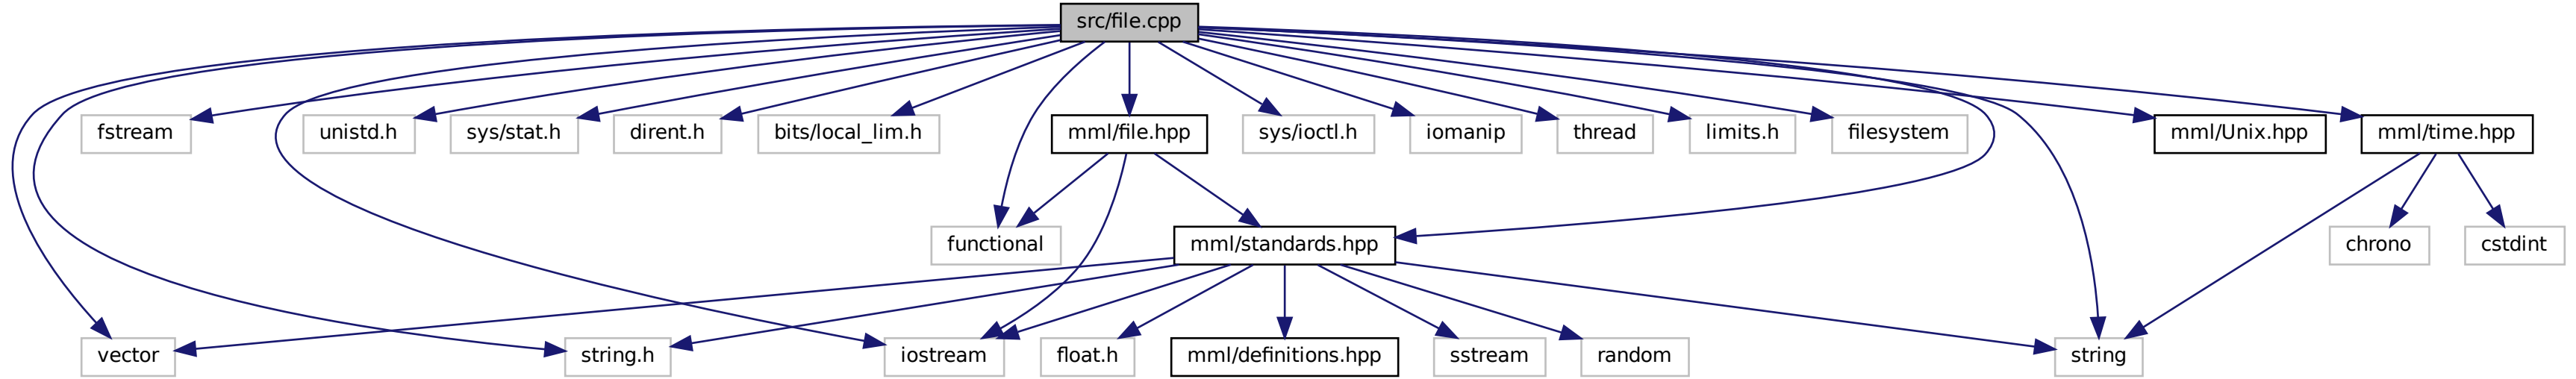 src/file.cpp
fstream
unistd.h
sys/stat.h
dirent.h
bits/local_lim.h
mml/file.hpp
sys/ioctl.h
iomanip
thread
limits.h
filesystem
mml/Unix.hpp
mml/time.hpp
functional
mml/standards.hpp
chrono
cstdint
vector
string.h
iostream
float.h
mml/definitions.hpp
sstream
random
string